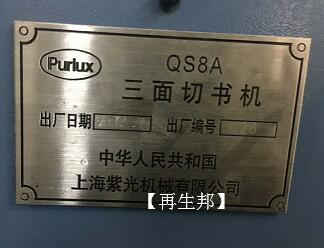 Purlux
QS8A
三面切书机
出厂日期
出厂编号
中华人民共和国
上海紫光机械有限公司
【再生邦】